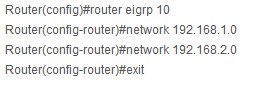 Router(config)#router eigrp 10
Router(config-router)#network 192.168.1.0
Router(config-router)#network 192.168.2.0
Router(config-router)#exit